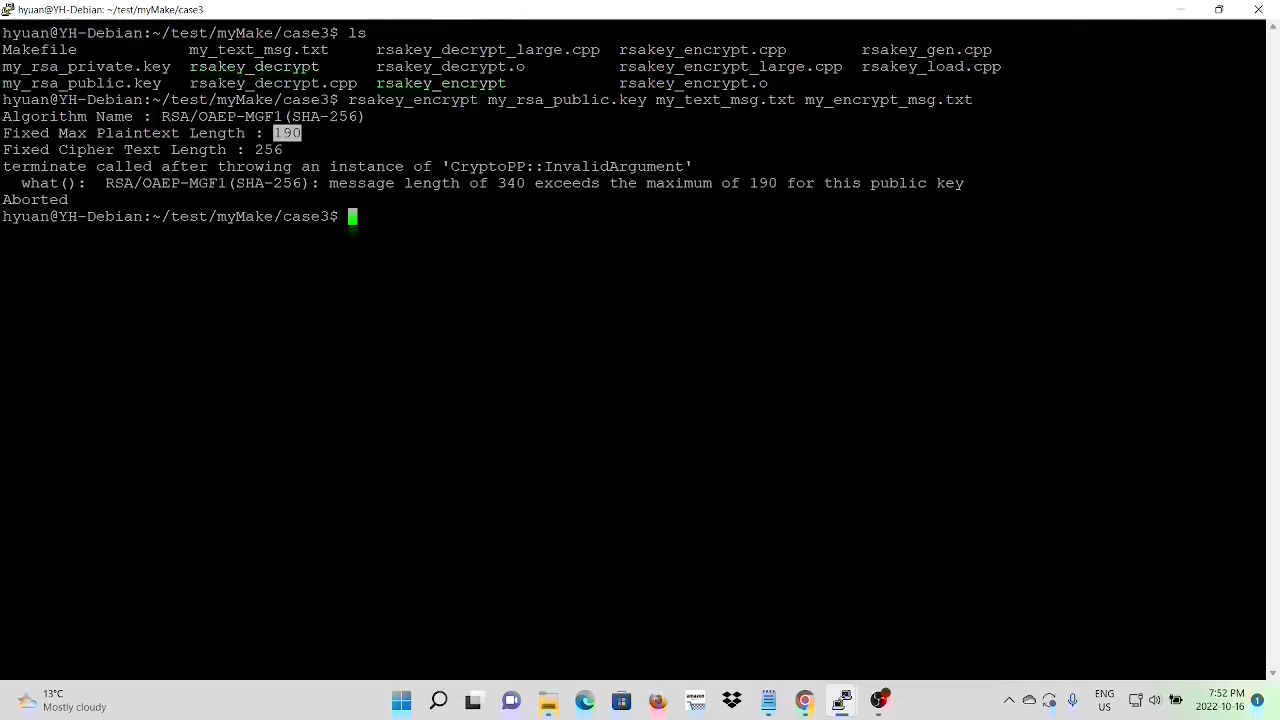 hyuan@YH-Debian: ~/test/myMake/case3
hyuan@YH-Debian:~/test/myMake/case3$ ls
Makefile my_text_msg.txt rsakey_decrypt_large.cpp rsakey_encrypt.cpp rsakey_gen.cpp
my_rsa_private.key rsakey_decrypt rsakey_decrypt.o rsakey_encrypt_large.cpp rsakey_load.cpp
my_rsa_public.key rsakey_decrypt.cpp rsakey_encrypt rsakey_encrypt.o
hyuan@YH-Debian:~/test/myMake/case3$ rsakey_encrypt my_rsa_public.key my_text_msg.txt my_encrypt_msg.txt
Algorithm Name : RSA/OAEP-MGF1(SHA-256)
Fixed Max Plaintext Length : 190
Fixed Cipher Text Length : 256
terminate called after throwing an instance of 'CryptoPP::InvalidArgument'
what(): RSA/OAEP-MGF1(SHA-256): message length of 340 exceeds the maximum of 190 for this public key
Aborted
hyuan@YH-Debian:~/test/myMake/case3$
13°C
Mostly cloudy
amazon
ENG
US
7:52 PM
2022-10-16
1